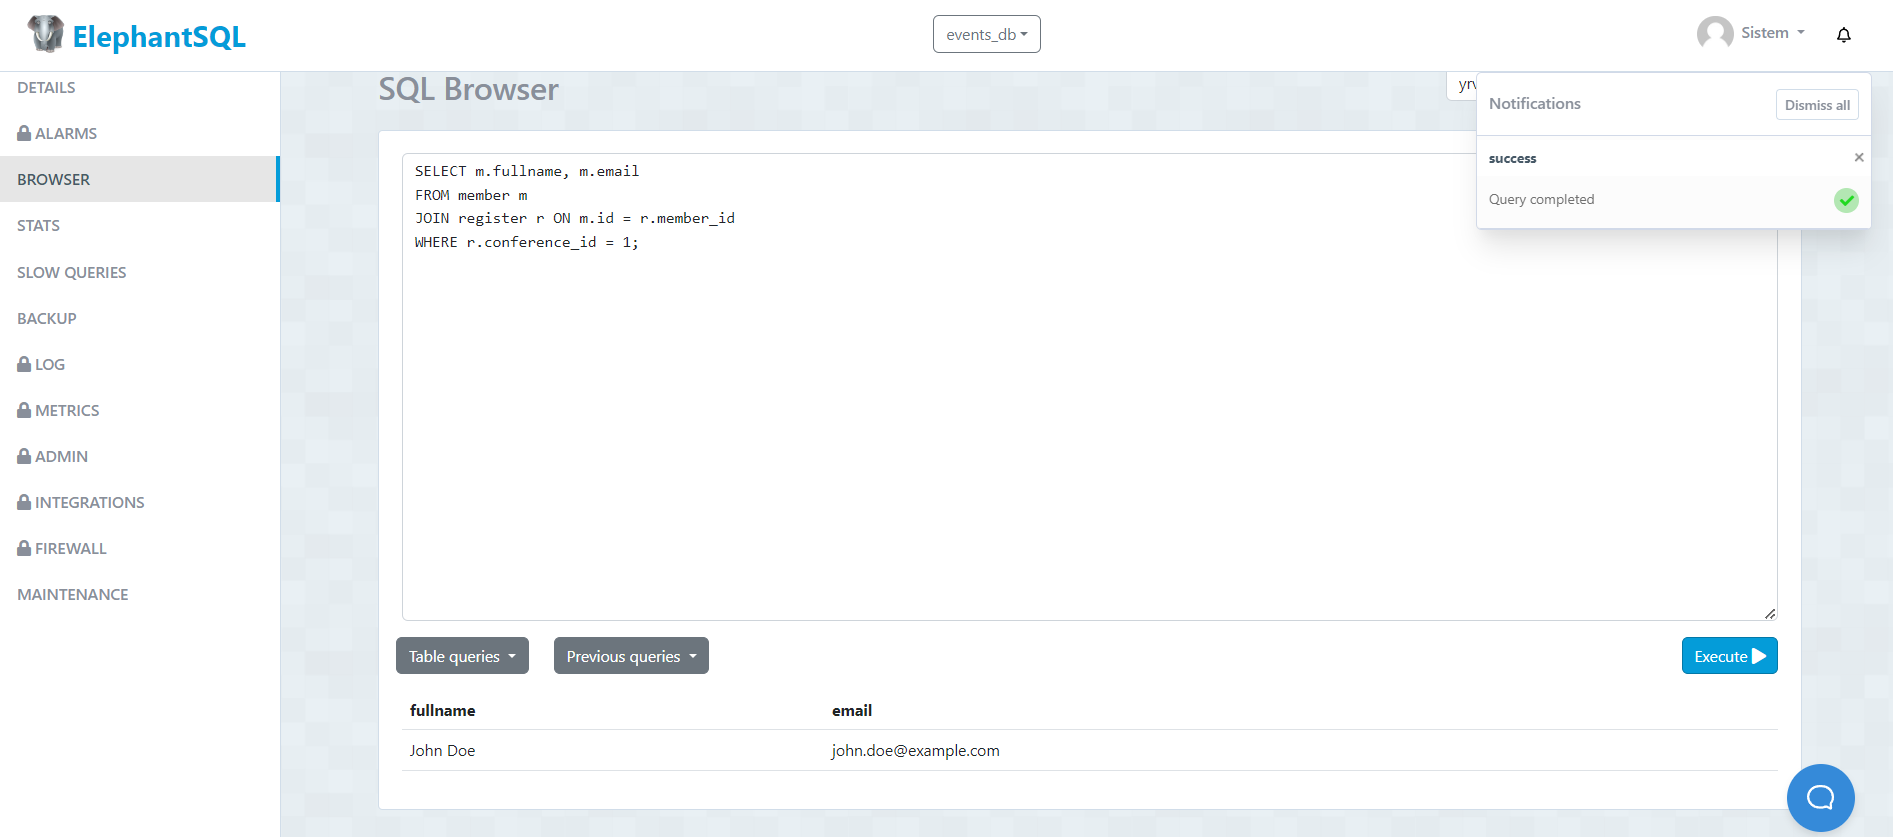 ElephantSQL
events_db
Sistem
DETAILS
ALARMS
BROWSER
STATS
SLOW QUERIES
BACKUP
LOG
METRICS
ADMIN
INTEGRATIONS
FIREWALL
MAINTENANCE
SQL Browser
Notifications
Dismiss all
success
Query completed
SELECT m.fullname, m.email
FROM member m
JOIN register r ON m.id = r.member_id
WHERE r.conference_id = 1;
Table queries
Previous queries
Execute
fullname email
John Doe john.doe@example.com